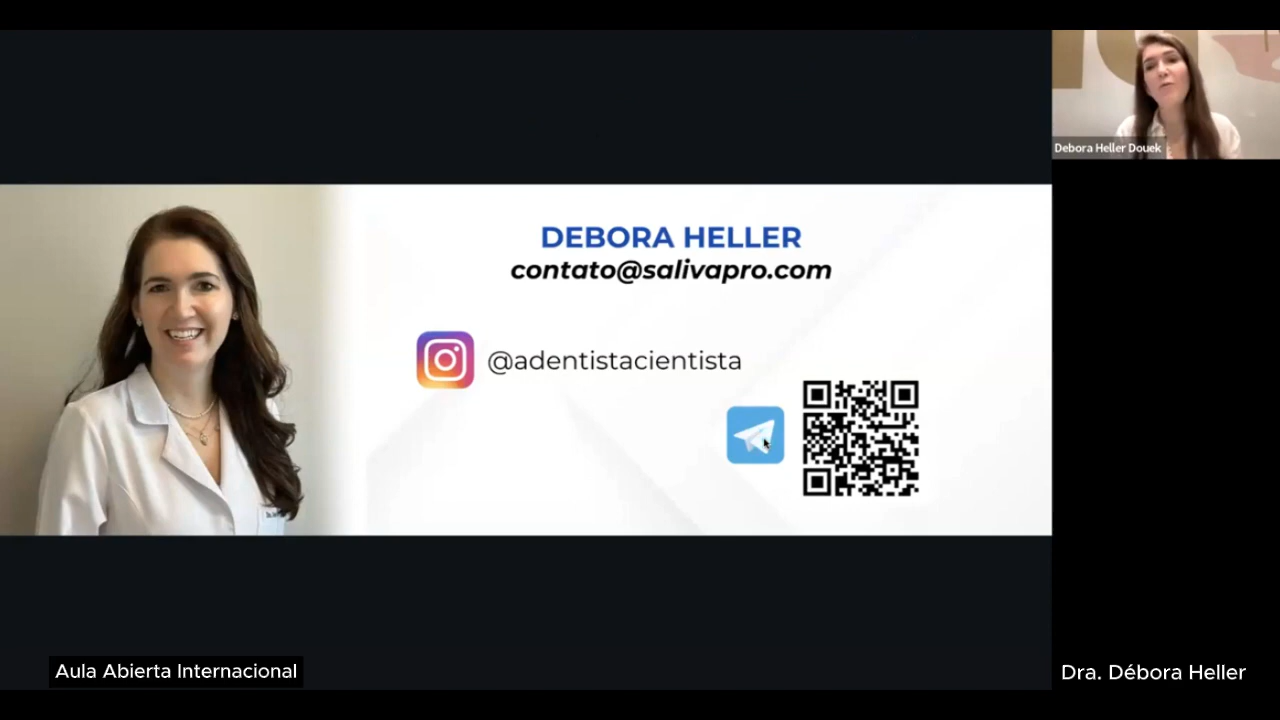 DEBORA HELLER
contato@salivapro.com
@adentistacientista
Debora Heller Douek
Aula Abierta Internacional
Dra. Débora Heller